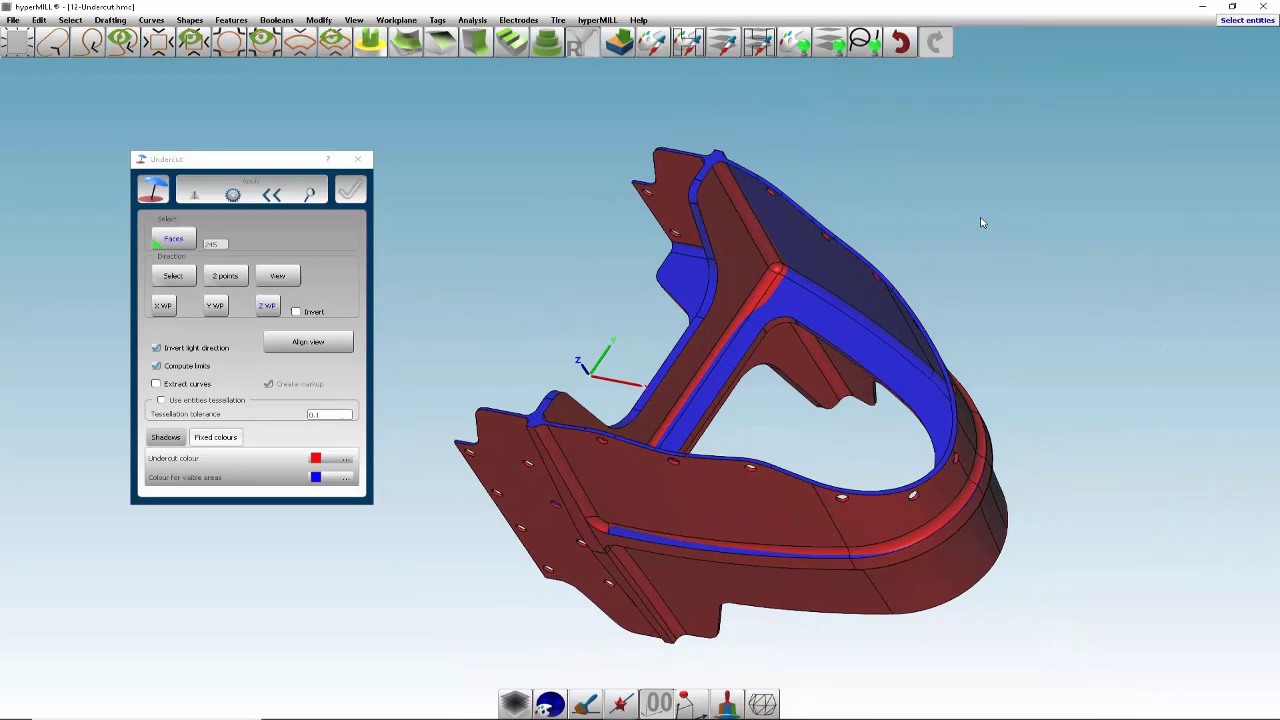 hyperMILL® - [12-Undercut.hmc]
File Edit Select Drafting Curves Shapes Features Booleans Modify View Workplane Tags Analysis Electrodes Tire hyperMILL Help
Select entities
Undercut ?
Apply
Select
Faces 245
Direction
Select 2 points View
X WP Y WP Z WP Invert
Invert light direction Align view
Compute limits
Extract curves Create markup
Use entities tessellation
Tessellation tolerance 0.1
Shadows Fixed colours
Undercut colour ...
Colour for visible areas ...
Z Y
R
00